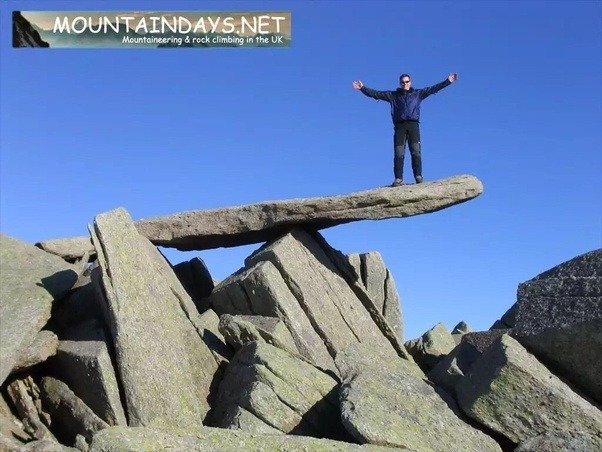 MOUNTAINDAYS.NET
Mountaineering & rock climbing in the UK